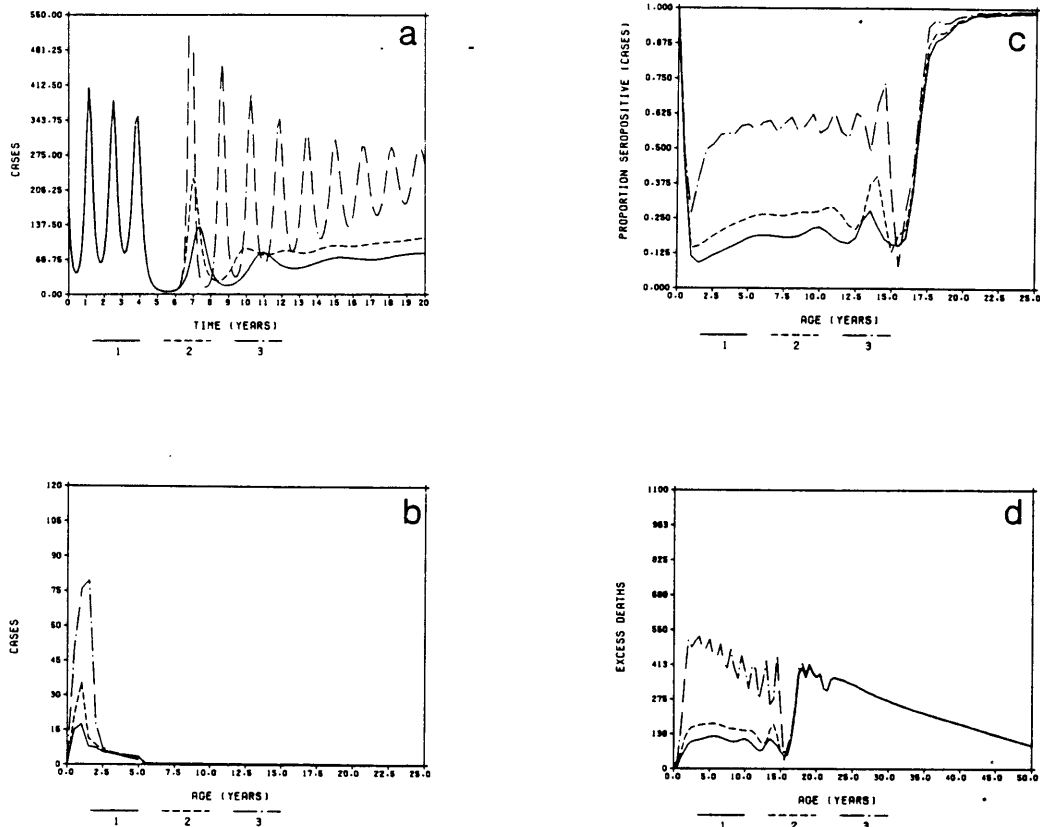 a
550.00
481.25
412.50
343.75
275.00
206.25
137.50
68.75
0.00
CASES
0 1 2 3 4 5 6 7 8 9 10 11 12 13 14 15 16 17 18 19 20
TIME (YEARS)
1 2 3
c
1.000
0.875
0.750
0.625
0.500
0.375
0.250
0.125
0.000
PROPORTION SEROPOSITIVE (CASES)
0.0 2.5 5.0 7.5 10.0 12.5 15.0 17.5 20.0 22.5 25.0
AGE (YEARS)
1 2 3
b
120
105
90
75
60
45
30
15
0
CASES
0.0 2.5 5.0 7.5 10.0 12.5 15.0 17.5 20.0 22.5 25.0
AGE (YEARS)
1 2 3
d
1100
963
825
688
550
413
275
138
0
EXCESS DEATHS
0.0 5.0 10.0 15.0 20.0 25.0 30.0 35.0 40.0 45.0 50.0
AGE (YEARS)
1 2 3